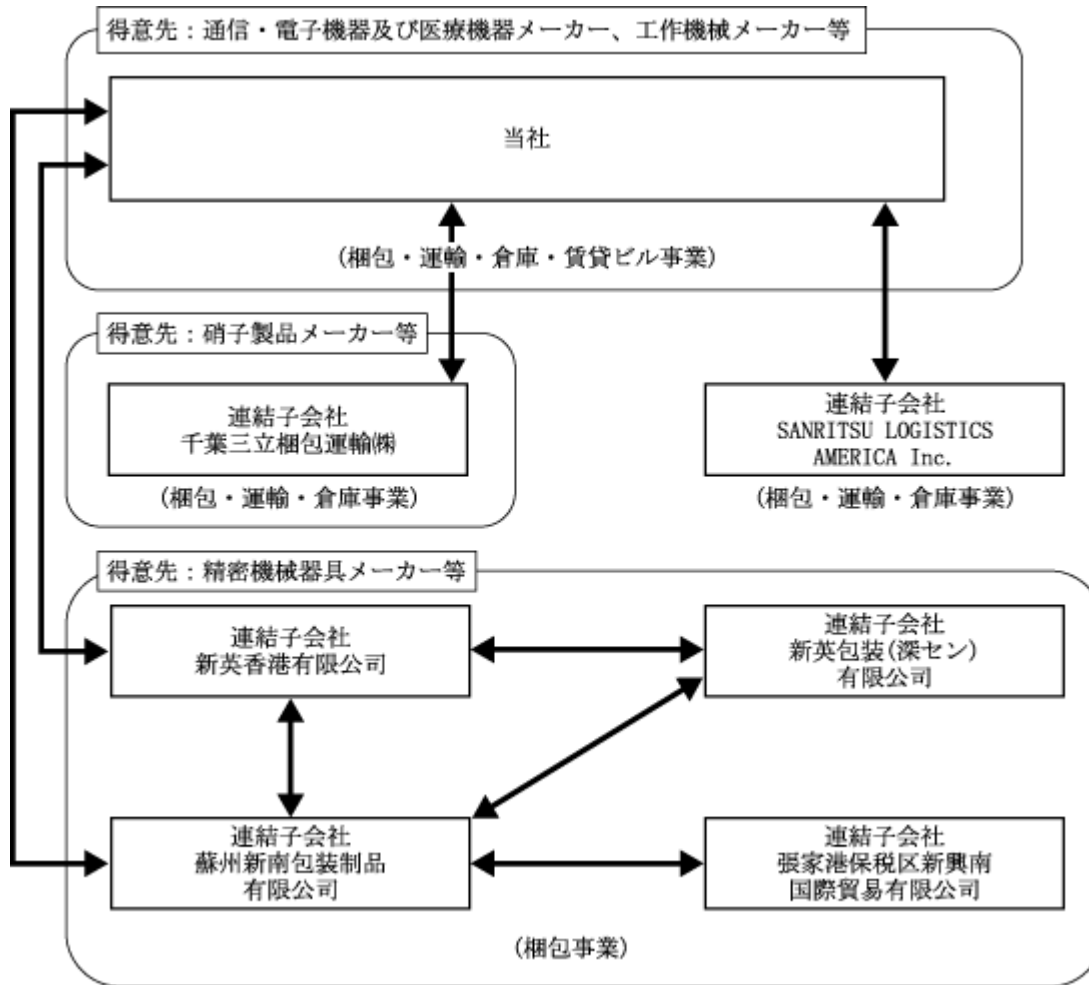 得意先：通信・電子機器及び医療機器メーカー、工作機械メーカー等
当社
(梱包・運輸・倉庫・賃貸ビル事業)
得意先：硝子製品メーカー等
連結子会社
千葉三立梱包運輸㈱
(梱包・運輸・倉庫事業)
連結子会社
SANRITSU LOGISTICS
AMERICA Inc.
(梱包・運輸・倉庫事業)
得意先：精密機械器具メーカー等
連結子会社
新英香港有限公司
連結子会社
新英包装(深セン)
有限公司
連結子会社
蘇州新南包装制品
有限公司
連結子会社
張家港保税区新興南
国際貿易有限公司
(梱包事業)